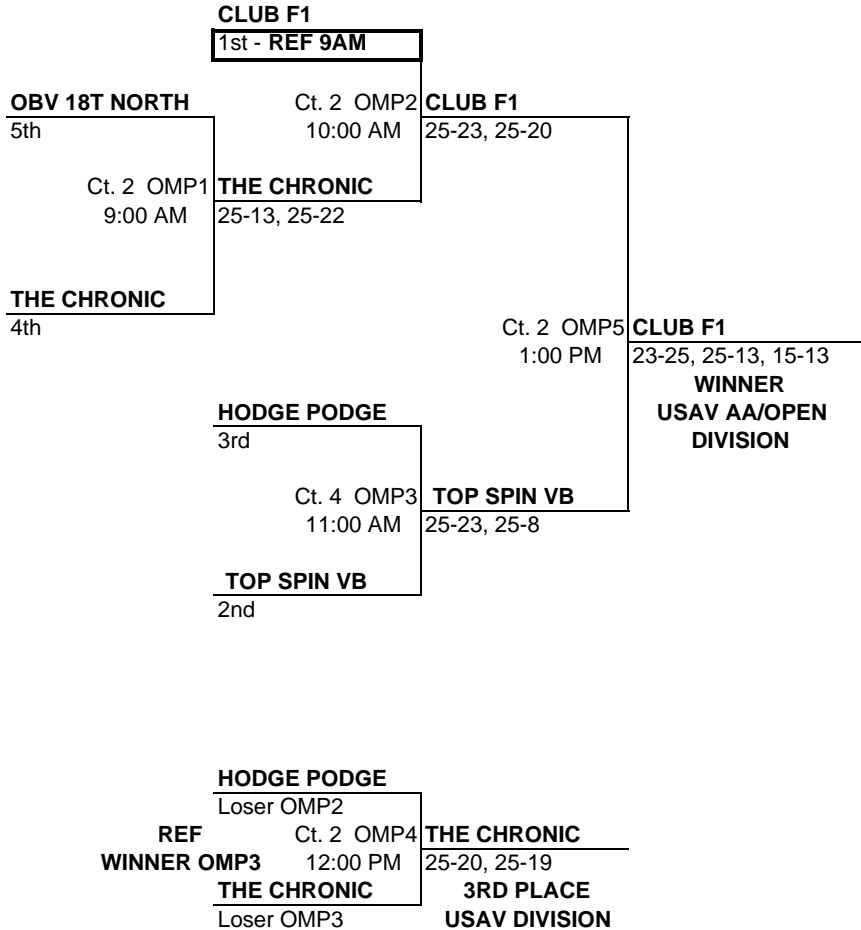 CLUB F1
1st - REF 9AM
OBV 18T NORTH
Ct. 2 OMP2
CLUB F1
5th
10:00 AM
25-23, 25-20
Ct. 2 OMP1
THE CHRONIC
9:00 AM
25-13, 25-22
THE CHRONIC
4th
Ct. 2 OMP5
CLUB F1
1:00 PM
23-25, 25-13, 15-13
WINNER
USAV AA/OPEN
DIVISION
HODGE PODGE
3rd
Ct. 4 OMP3
TOP SPIN VB
11:00 AM
25-23, 25-8
TOP SPIN VB
2nd
HODGE PODGE
Loser OMP2
REF
Ct. 2 OMP4
THE CHRONIC
WINNER OMP3
12:00 PM
25-20, 25-19
THE CHRONIC
3RD PLACE
Loser OMP3
USAV DIVISION